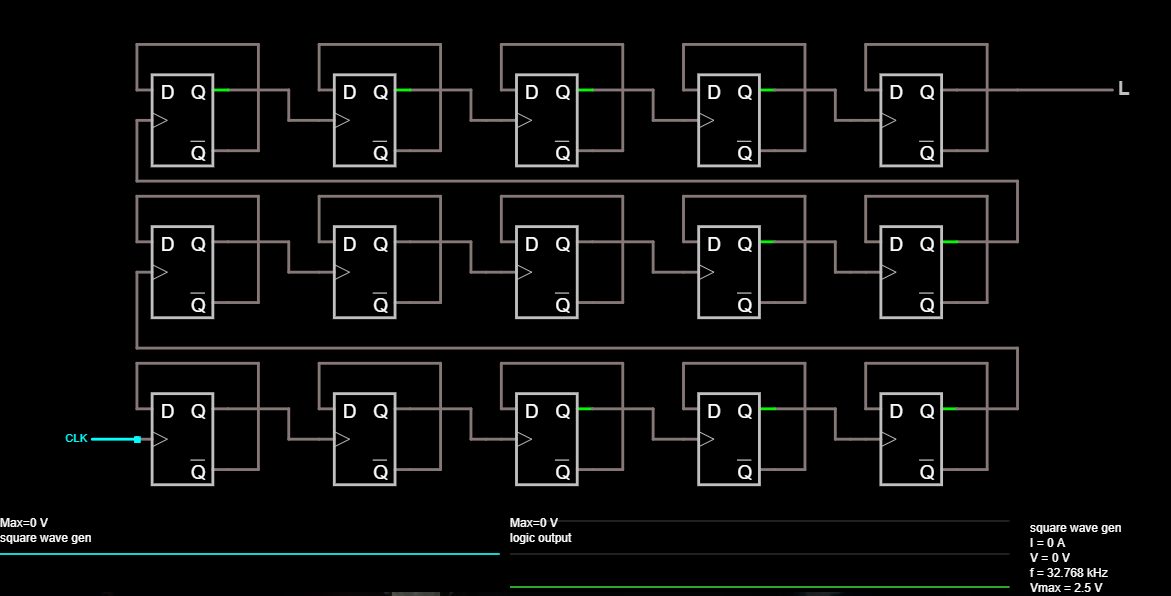 D Q D Q D Q D Q D Q L
Q Q Q Q Q
D Q D Q D Q D Q D Q
Q Q Q Q Q
D Q D Q D Q D Q D Q
CLK
Q Q Q Q Q
Max=0 V
square wave gen
Max=0 V
logic output
square wave gen
I = 0 A
V = 0 V
f = 32.768 kHz
Vmax = 2.5 V